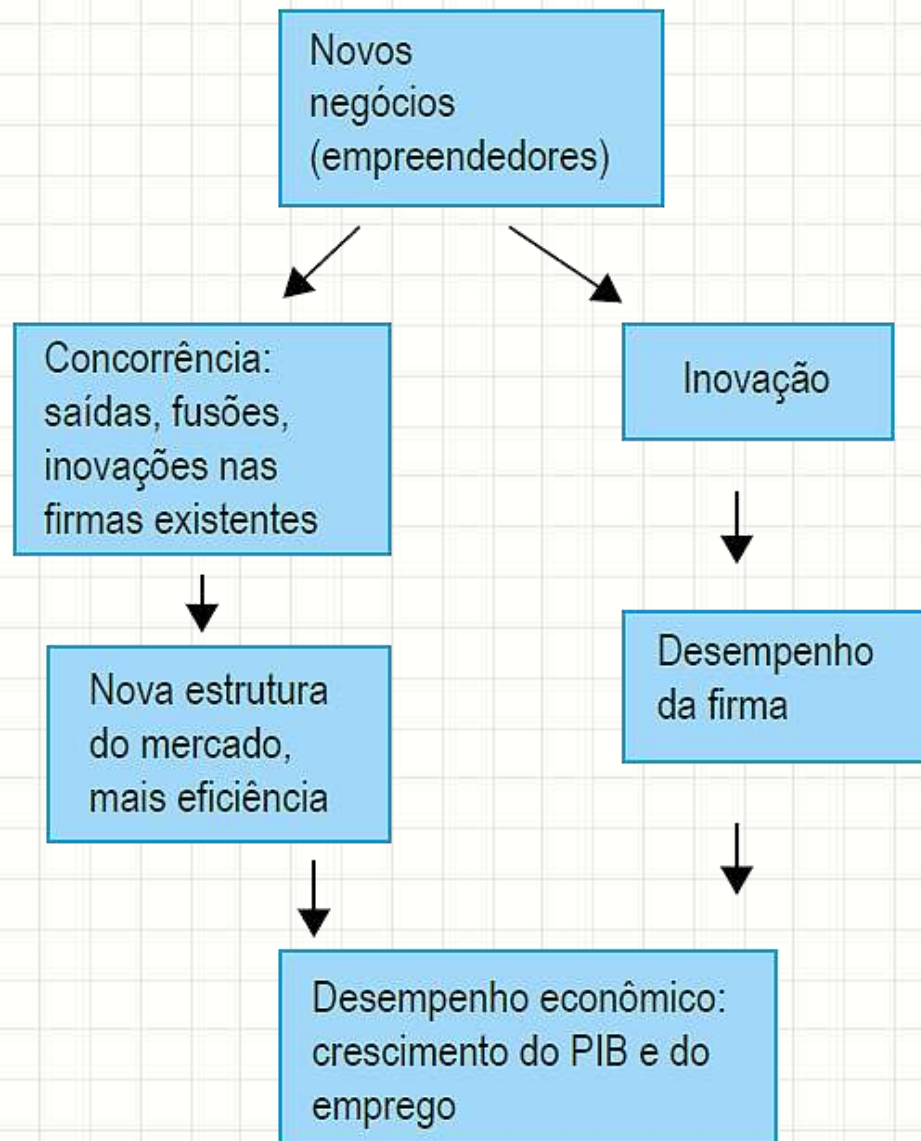 Novos
negócios
(empreendedores)
Concorrência:
saídas, fusões,
inovações nas
firmas existentes
Inovação
Nova estrutura
do mercado,
mais eficiência
Desempenho
da firma
Desempenho econômico:
crescimento do PIB e do
emprego